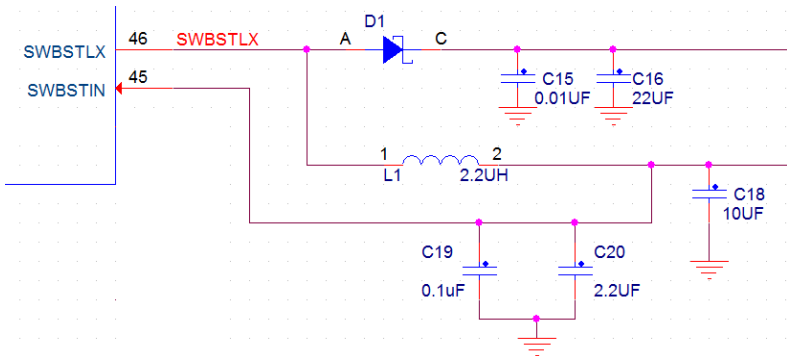 D1
46 SWBSTLX A C
SWBSTLX
45
SWBSTIN
C15 C16
0.01UF 22UF
1 2
L1 2.2UH
C18
10UF
C19 C20
0.1uF 2.2UF